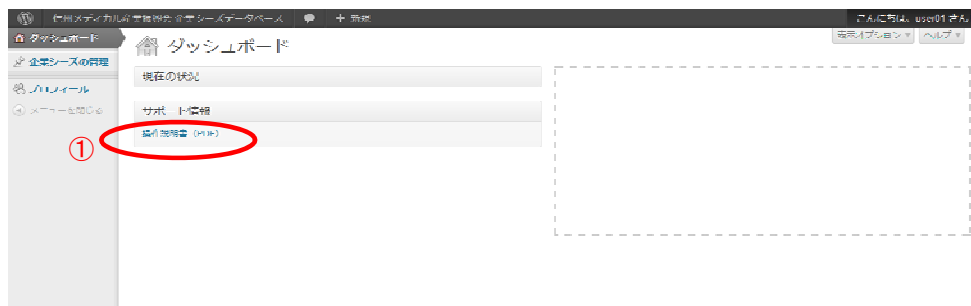 信州メディカル産業振興会 企業シーズデータベース + 新規 こんにちは、user01 さん
ダッシュボード
企業シーズの管理
プロフィール
メニューを閉じる
ダッシュボード
表示オプション ヘルプ
現在の状況
サポート情報
操作説明書（PDF）
①